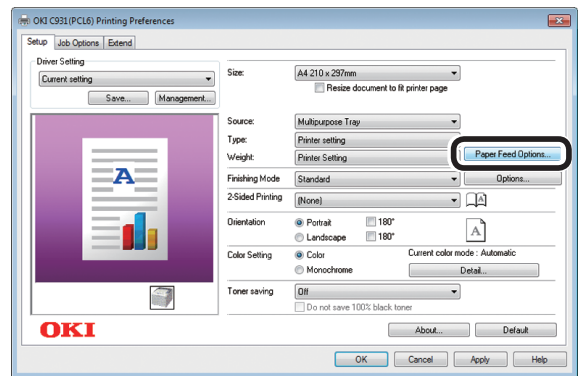 OKI C931(PCL6) Printing Preferences
Setup Job Options Extend
Driver Setting
Current setting
Save... Management...
Size: A4 210 x 297mm
Resize document to fit printer page
Source: Multipurpose Tray
Type: Printer setting
Weight: Printer Setting Paper Feed Options...
Finishing Mode Standard Options...
2-Sided Printing (None) A
Orientation Portrait 180°
Landscape 180° A
Color Setting Color Current color mode : Automatic
Monochrome Detail...
Toner saving Off
Do not save 100% black toner
A
OKI
About... Default
OK Cancel Apply Help